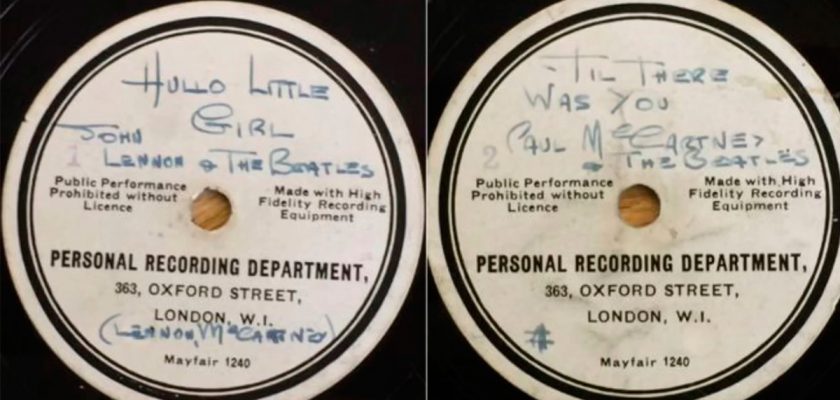 HULLO LITTLE
GIRL
JOHN
1 LENNON & THE BEATLES
Public Performance
Prohibited without
Licence
Made with High
Fidelity Recording
Equipment
PERSONAL RECORDING DEPARTMENT,
363, OXFORD STREET,
LONDON, W.I.
(LENNON, McCARTNEY)
Mayfair 1240
'TIL THERE
WAS YOU
PAUL McCARTNEY
2 & THE BEATLES
Public Performance
Prohibited without
Licence
Made with High
Fidelity Recording
Equipment
PERSONAL RECORDING DEPARTMENT,
363, OXFORD STREET,
LONDON, W.I.
Mayfair 1240